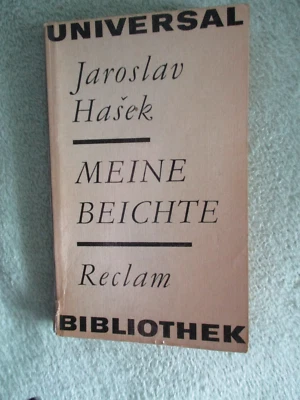 UNIVERSAL
Jaroslav
Hašek
MEINE
BEICHTE
Reclam
BIBLIOTHEK